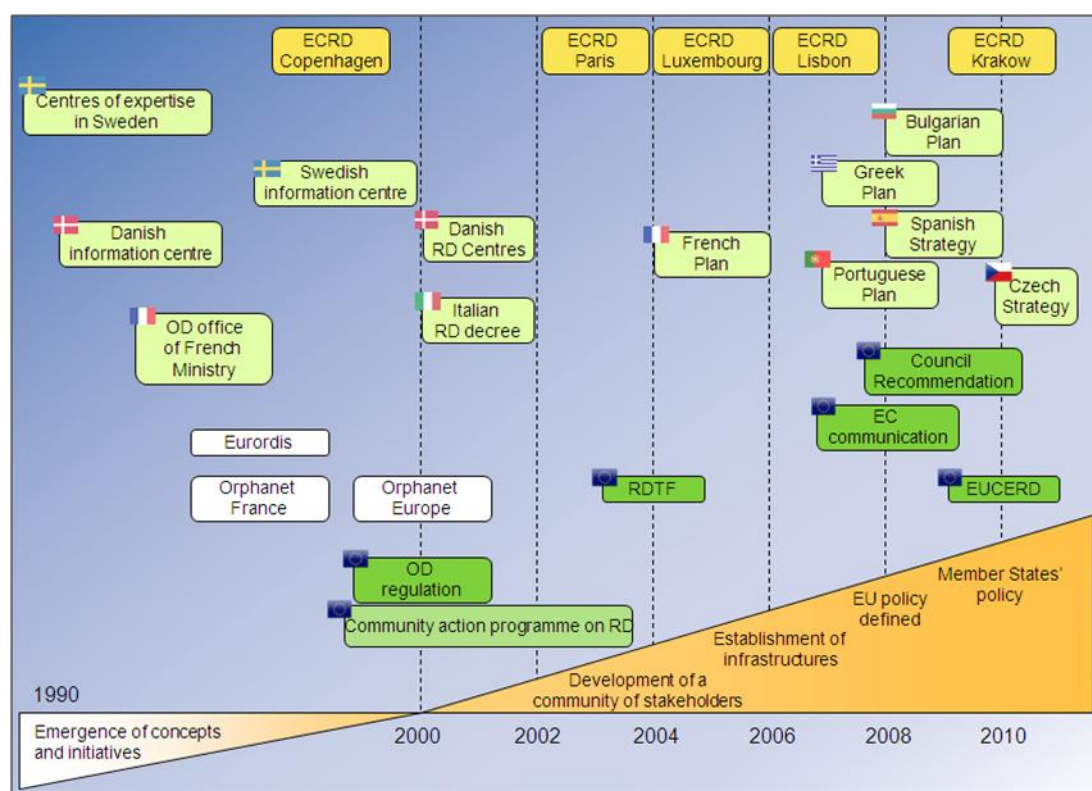 ECRD
Copenhagen
ECRD
Paris
ECRD
Luxembourg
ECRD
Lisbon
ECRD
Krakow
Centres of expertise
in Sweden
Bulgarian
Plan
Swedish
information centre
Greek
Plan
Danish
information centre
Danish
RD Centres
French
Plan
Spanish
Strategy
Portuguese
Plan
Czech
Strategy
OD office
of French
Ministry
Italian
RD decree
Council
Recommendation
EC
communication
Eurordis
Orphanet
France
Orphanet
Europe
RDTF
EUCERD
OD
regulation
Community action programme on RD
Member States'
policy
EU policy
defined
Establishment of
infrastructures
Development of a
community of stakeholders
1990
Emergence of concepts
and initiatives
2000
2002
2004
2006
2008
2010